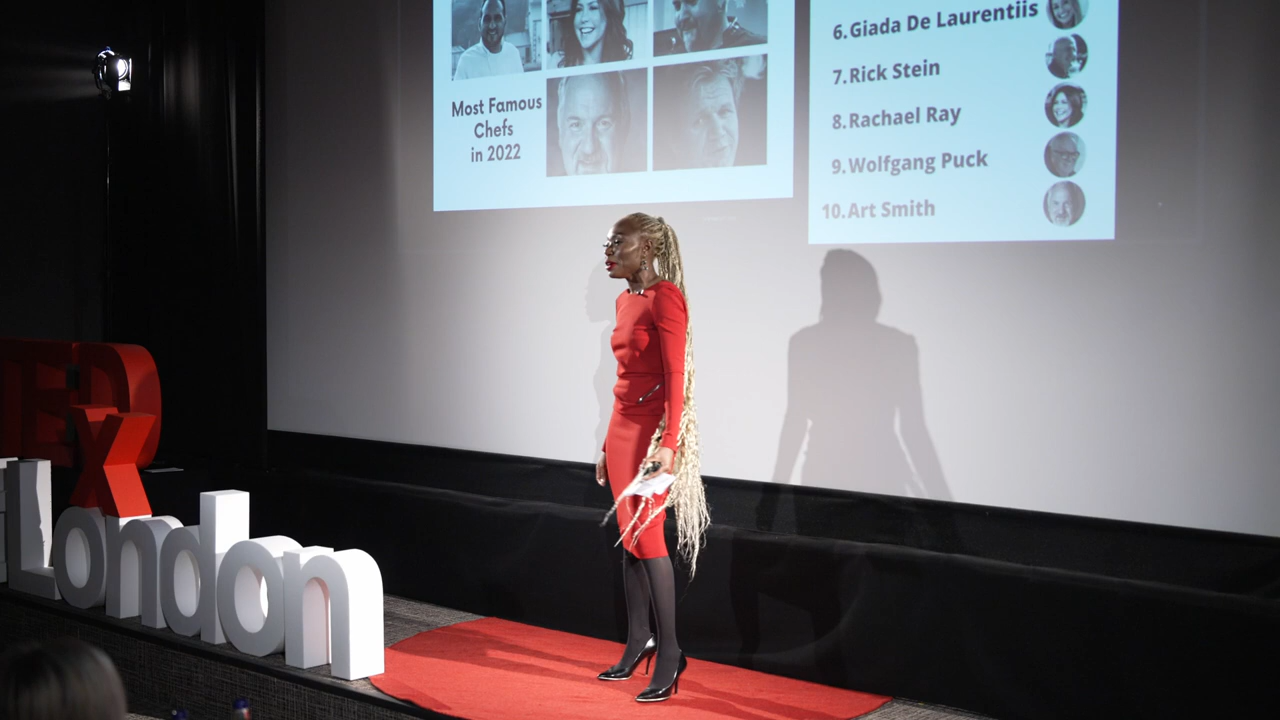 Most Famous
Chefs
in 2022
6. Giada De Laurentiis
7. Rick Stein
8. Rachael Ray
9. Wolfgang Puck
10. Art Smith
TED
x
London